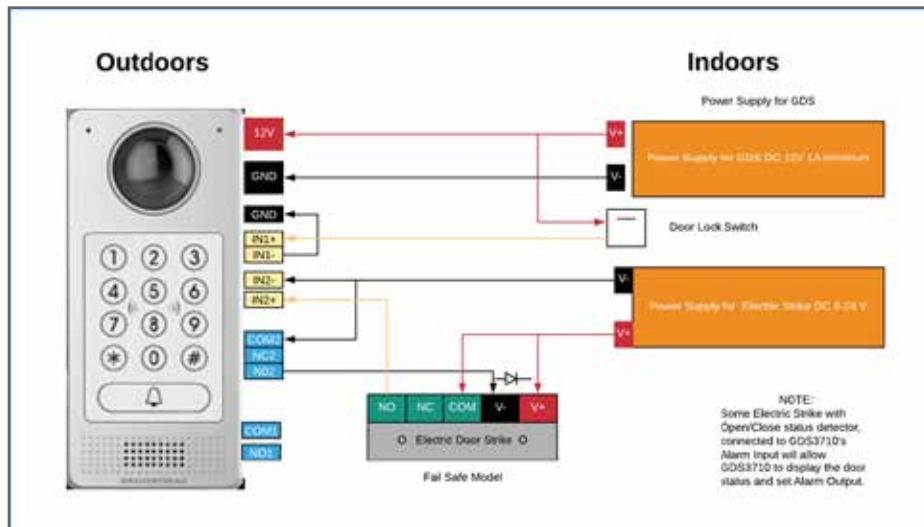 Outdoors
Indoors
Power Supply for GDS
12V
V+
Power Supply for GDS DC 12V 1A minimum
GND
V-
GND
Door Lock Switch
IN1+
IN1-
IN2-
V-
IN2+
Power Supply for Electric Strike DC 8-24 V
V+
COM2
NC2
NO2
1 2 3
4 5 6
7 8 9
* 0 #
NO NC COM V- V+
Electric Door Strike
Fail Safe Model
COM1
NO1
NOTE:
Some Electric Strike with
Open/Close status detector,
connected to GDS3710's
Alarm Input will allow
GDS3710 to display the door
status and set Alarm Output.